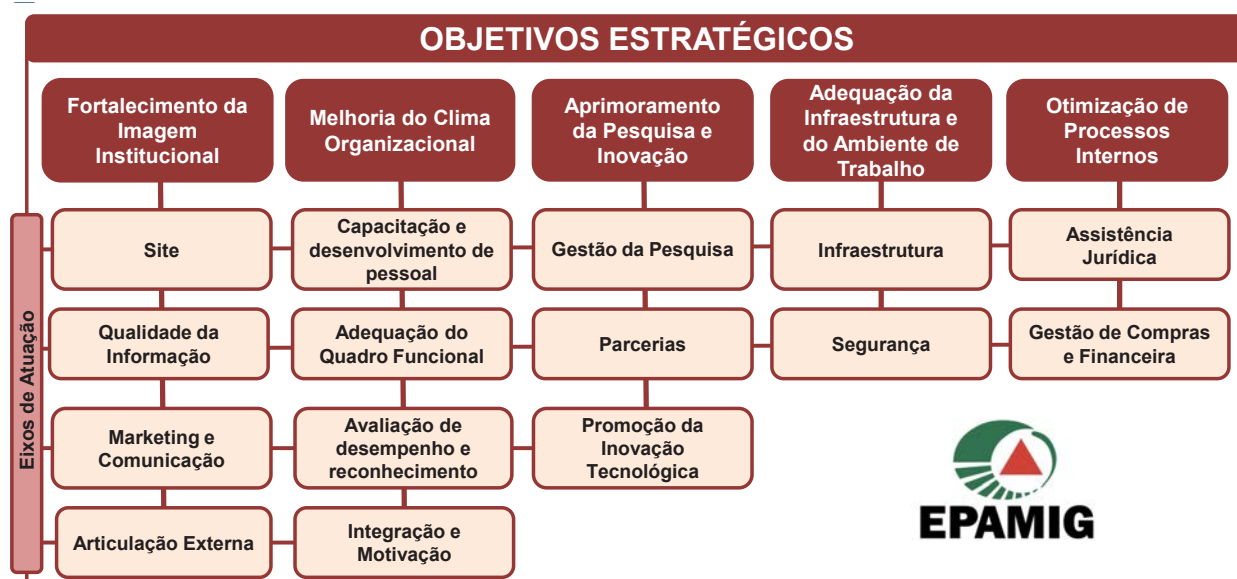 OBJETIVOS ESTRATÉGICOS
Fortalecimento da
Imagem
Institucional
Melhoria do Clima
Organizacional
Aprimoramento
da Pesquisa e
Inovação
Adequação da
Infraestrutura e
do Ambiente de
Trabalho
Otimização de
Processos
Internos
Eixos de Atuação
Site
Capacitação e
desenvolvimento de
pessoal
Gestão da Pesquisa
Infraestrutura
Assistência
Jurídica
Qualidade da
Informação
Adequação do
Quadro Funcional
Parcerias
Segurança
Gestão de Compras
e Financeira
Marketing e
Comunicação
Avaliação de
desempenho e
reconhecimento
Promoção da
Inovação
Tecnológica
Articulação Externa
Integração e
Motivação
EPAMIG